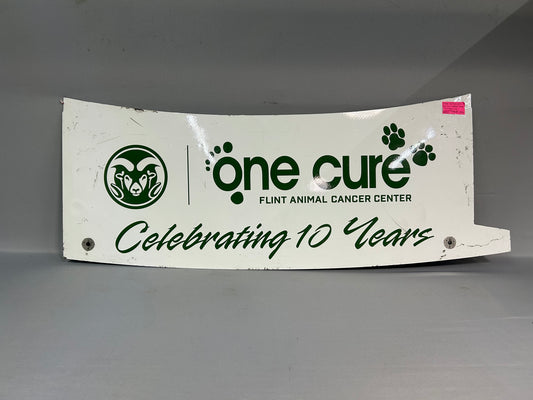 one cure
FLINT ANIMAL CANCER CENTER
Celebrating 10 Years